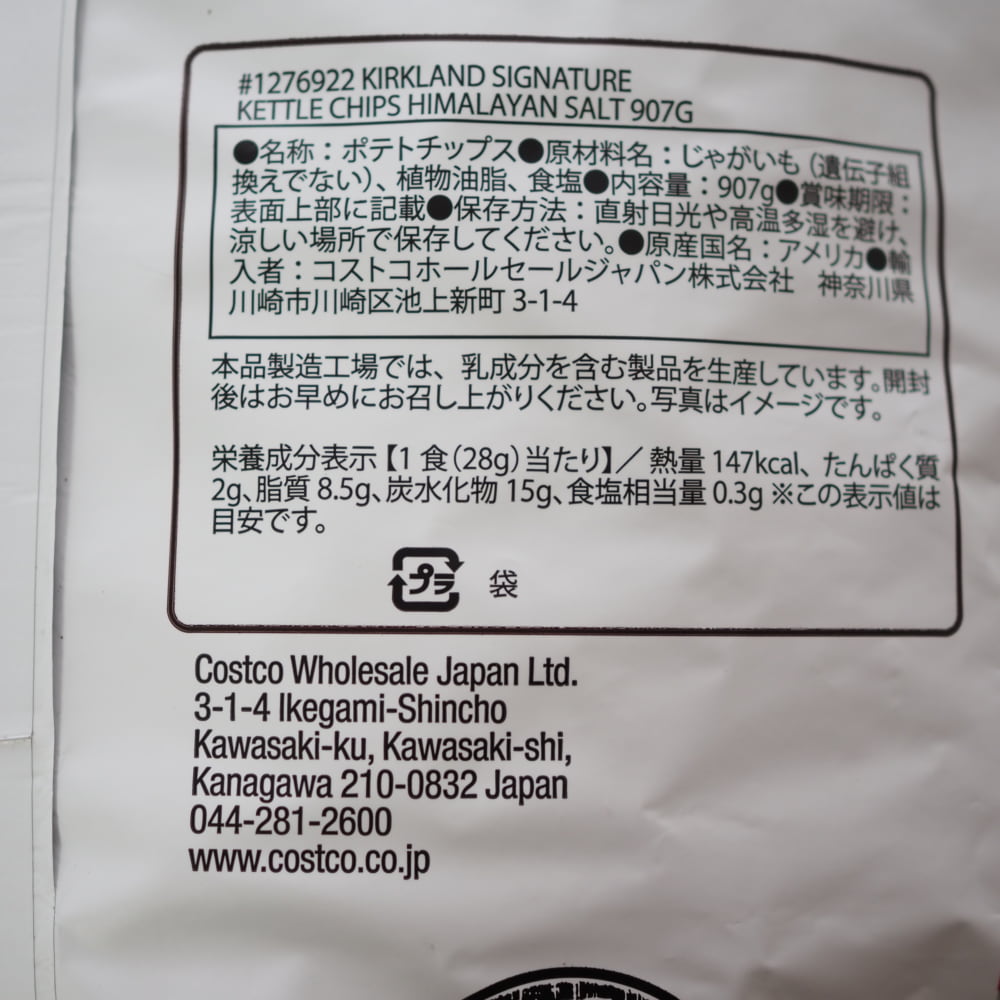 #1276922 KIRKLAND SIGNATURE
KETTLE CHIPS HIMALAYAN SALT 907G
●名称：ポテトチップス●原材料名：じゃがいも（遺伝子組
換えでない）、植物油脂、食塩●内容量：907g●賞味期限：
表面上部に記載●保存方法：直射日光や高温多湿を避け、
涼しい場所で保存してください。●原産国名：アメリカ●輸
入者：コストコホールセールジャパン株式会社　神奈川県
川崎市川崎区池上新町 3-1-4
本品製造工場では、乳成分を含む製品を生産しています。開封
後はお早めにお召し上がりください。写真はイメージです。
栄養成分表示【1 食（28g）当たり】／ 熱量 147kcal、たんぱく質
2g、脂質 8.5g、炭水化物 15g、食塩相当量 0.3g ※この表示値は
目安です。
プラ 袋
Costco Wholesale Japan Ltd.
3-1-4 Ikegami-Shincho
Kawasaki-ku, Kawasaki-shi,
Kanagawa 210-0832 Japan
044-281-2600
www.costco.co.jp